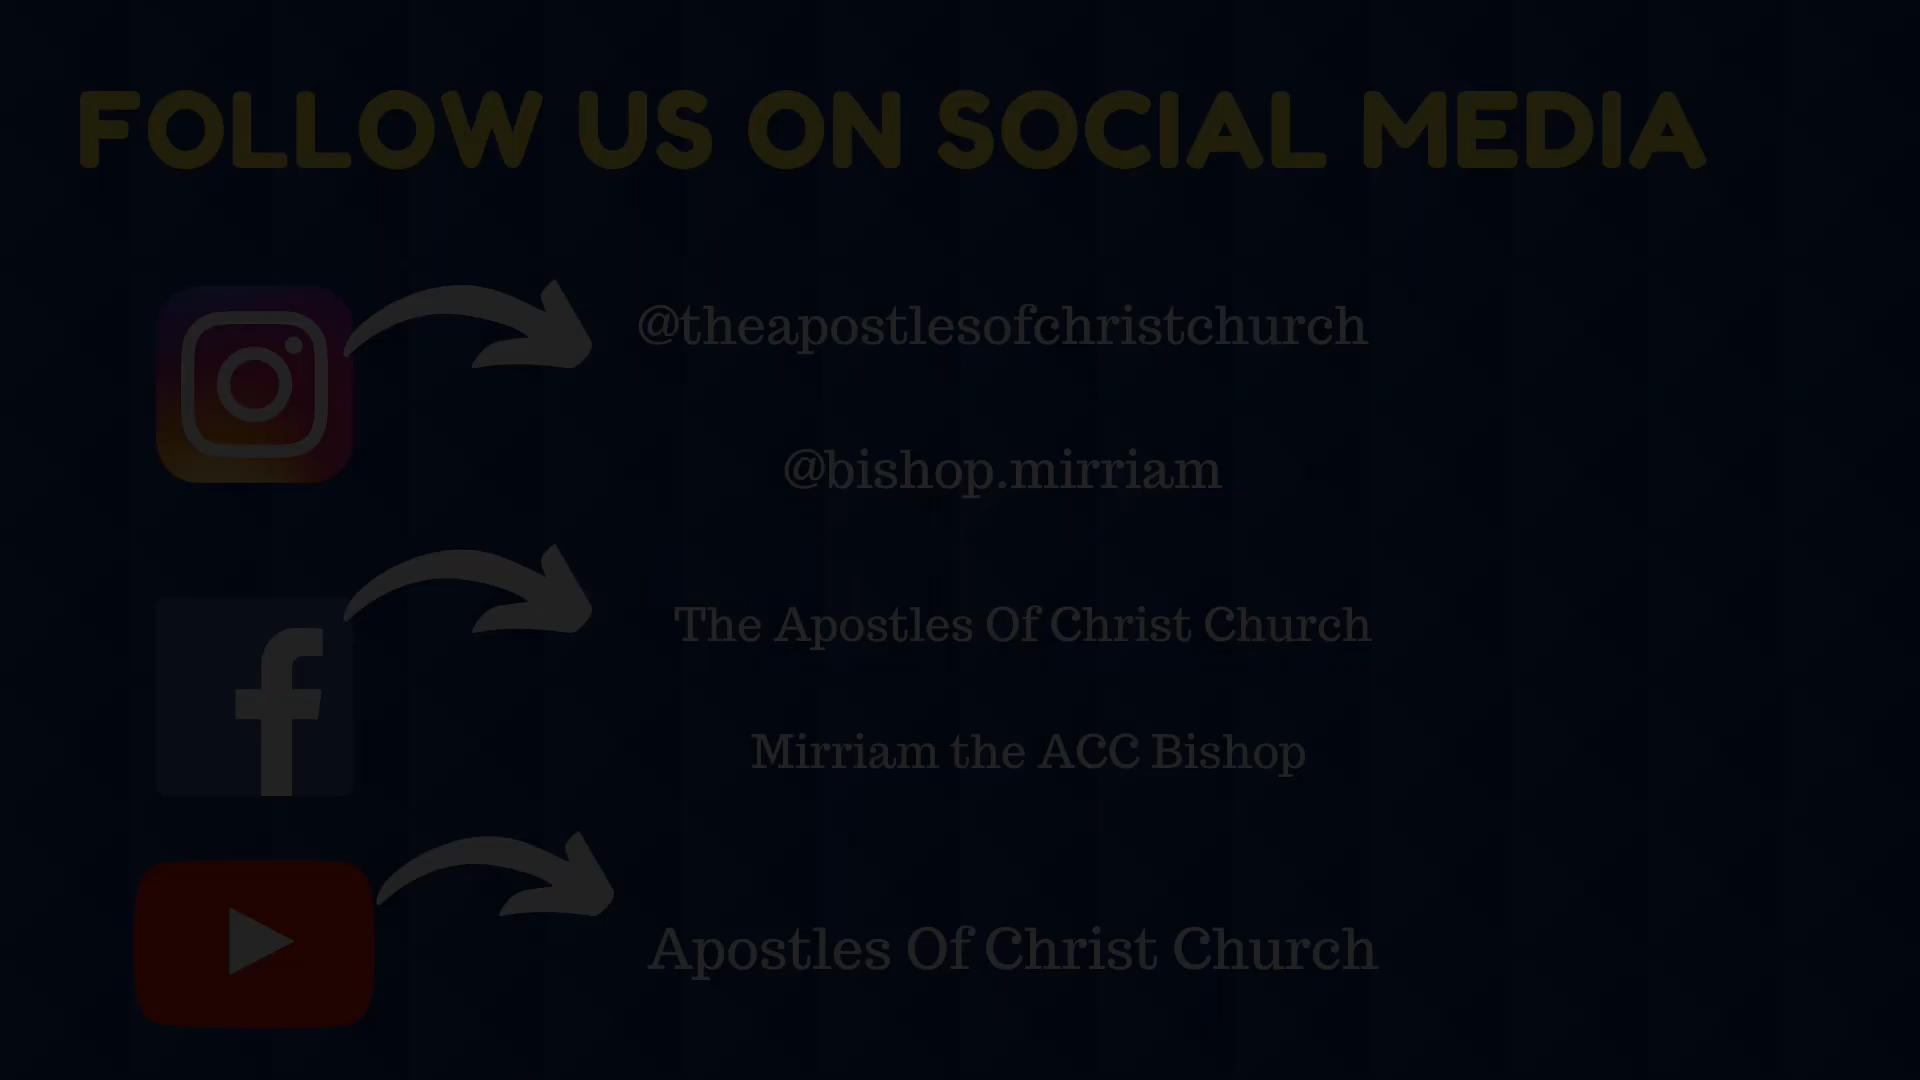 FOLLOW US ON SOCIAL MEDIA
@theapostlesofchristchurch
@bishop.mirriam
The Apostles Of Christ Church
Mirriam the ACC Bishop
Apostles Of Christ Church